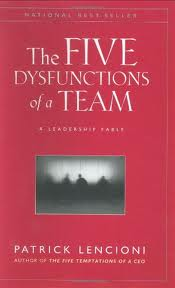 NATIONAL BEST-SELLER
The FIVE
DYSFUNCTIONS
of a TEAM
A LEADERSHIP FABLE
PATRICK LENCIONI
AUTHOR OF THE FIVE TEMPTATIONS OF A CEO